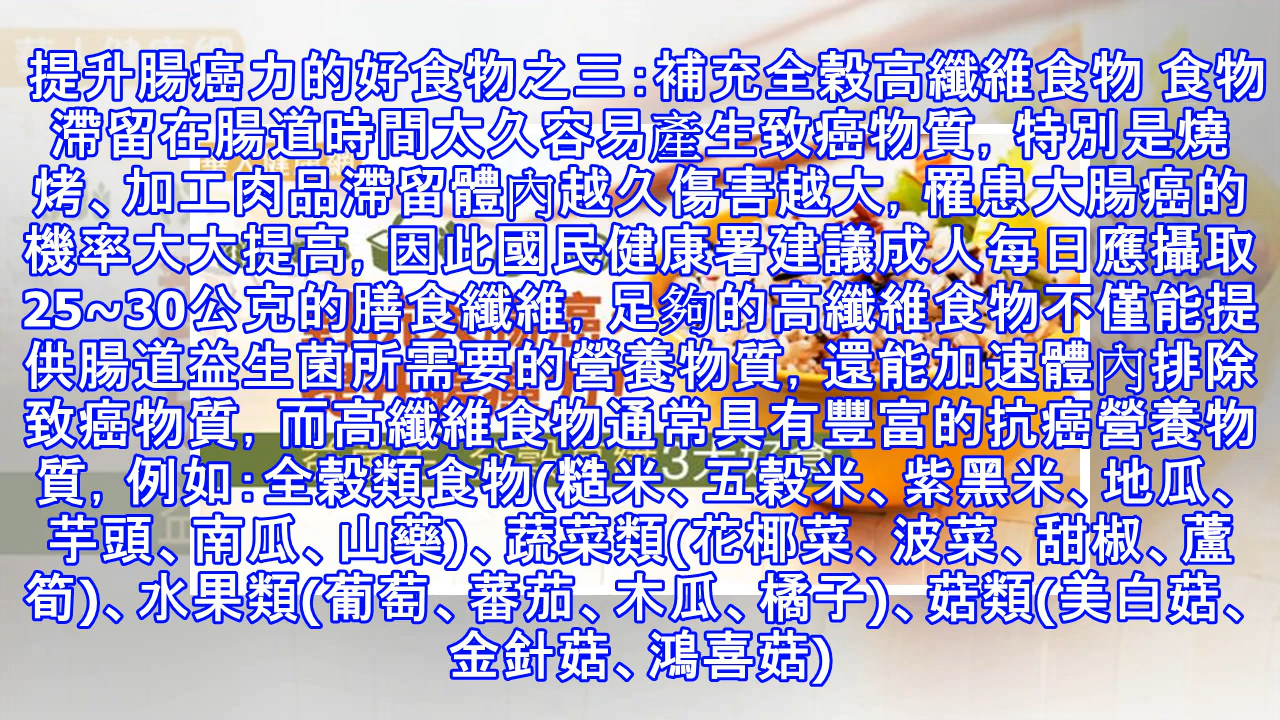 提升腸癌力的好食物之三:補充全穀高纖維食物 食物
滯留在腸道時間太久容易產生致癌物質, 特別是燒
烤、加工肉品滯留體內越久傷害越大, 罹患大腸癌的
機率大大提高, 因此國民健康署建議成人每日應攝取
25~30公克的膳食纖維, 足夠的高纖維食物不僅能提
供腸道益生菌所需要的營養物質, 還能加速體內排除
致癌物質, 而高纖維食物通常具有豐富的抗癌營養物
質, 例如:全穀類食物(糙米、五穀米、紫黑米、地瓜、
芋頭、南瓜、山藥)、蔬菜類(花椰菜、波菜、甜椒、蘆
筍)、水果類(葡萄、蕃茄、木瓜、橘子)、菇類(美白菇、
金針菇、鴻喜菇)